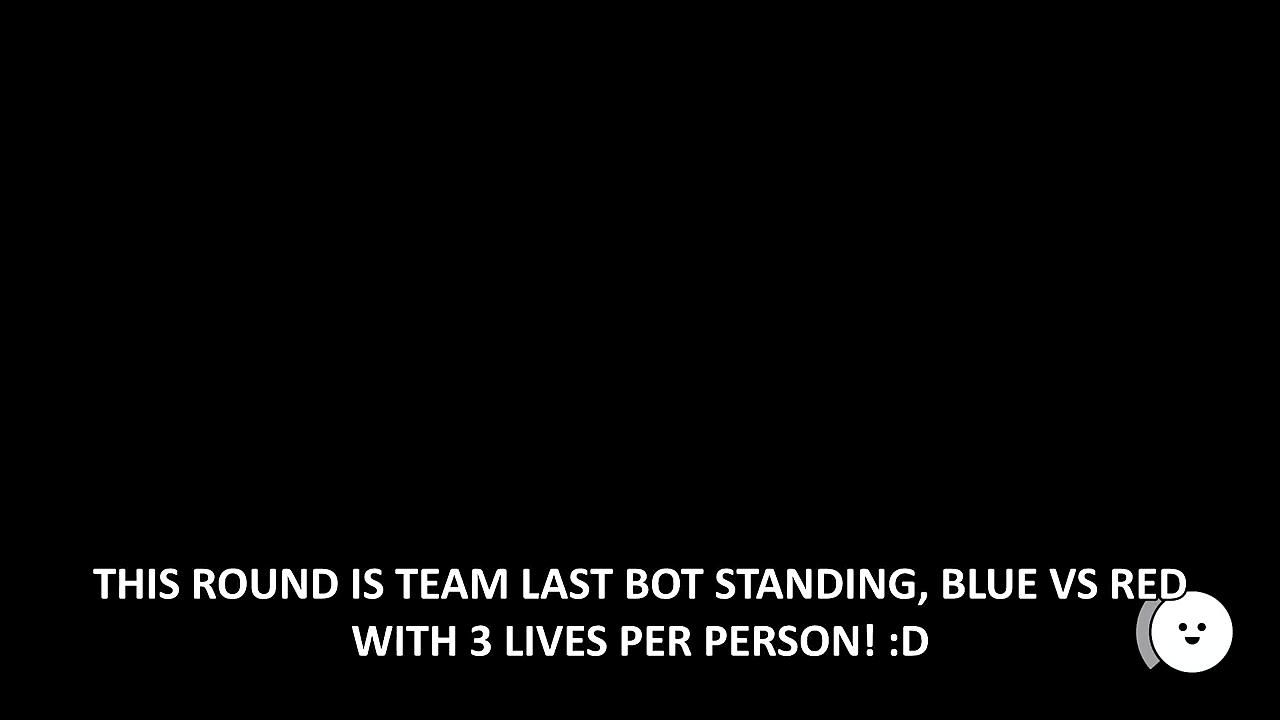 THIS ROUND IS TEAM LAST BOT STANDING, BLUE VS RED
WITH 3 LIVES PER PERSON! :D